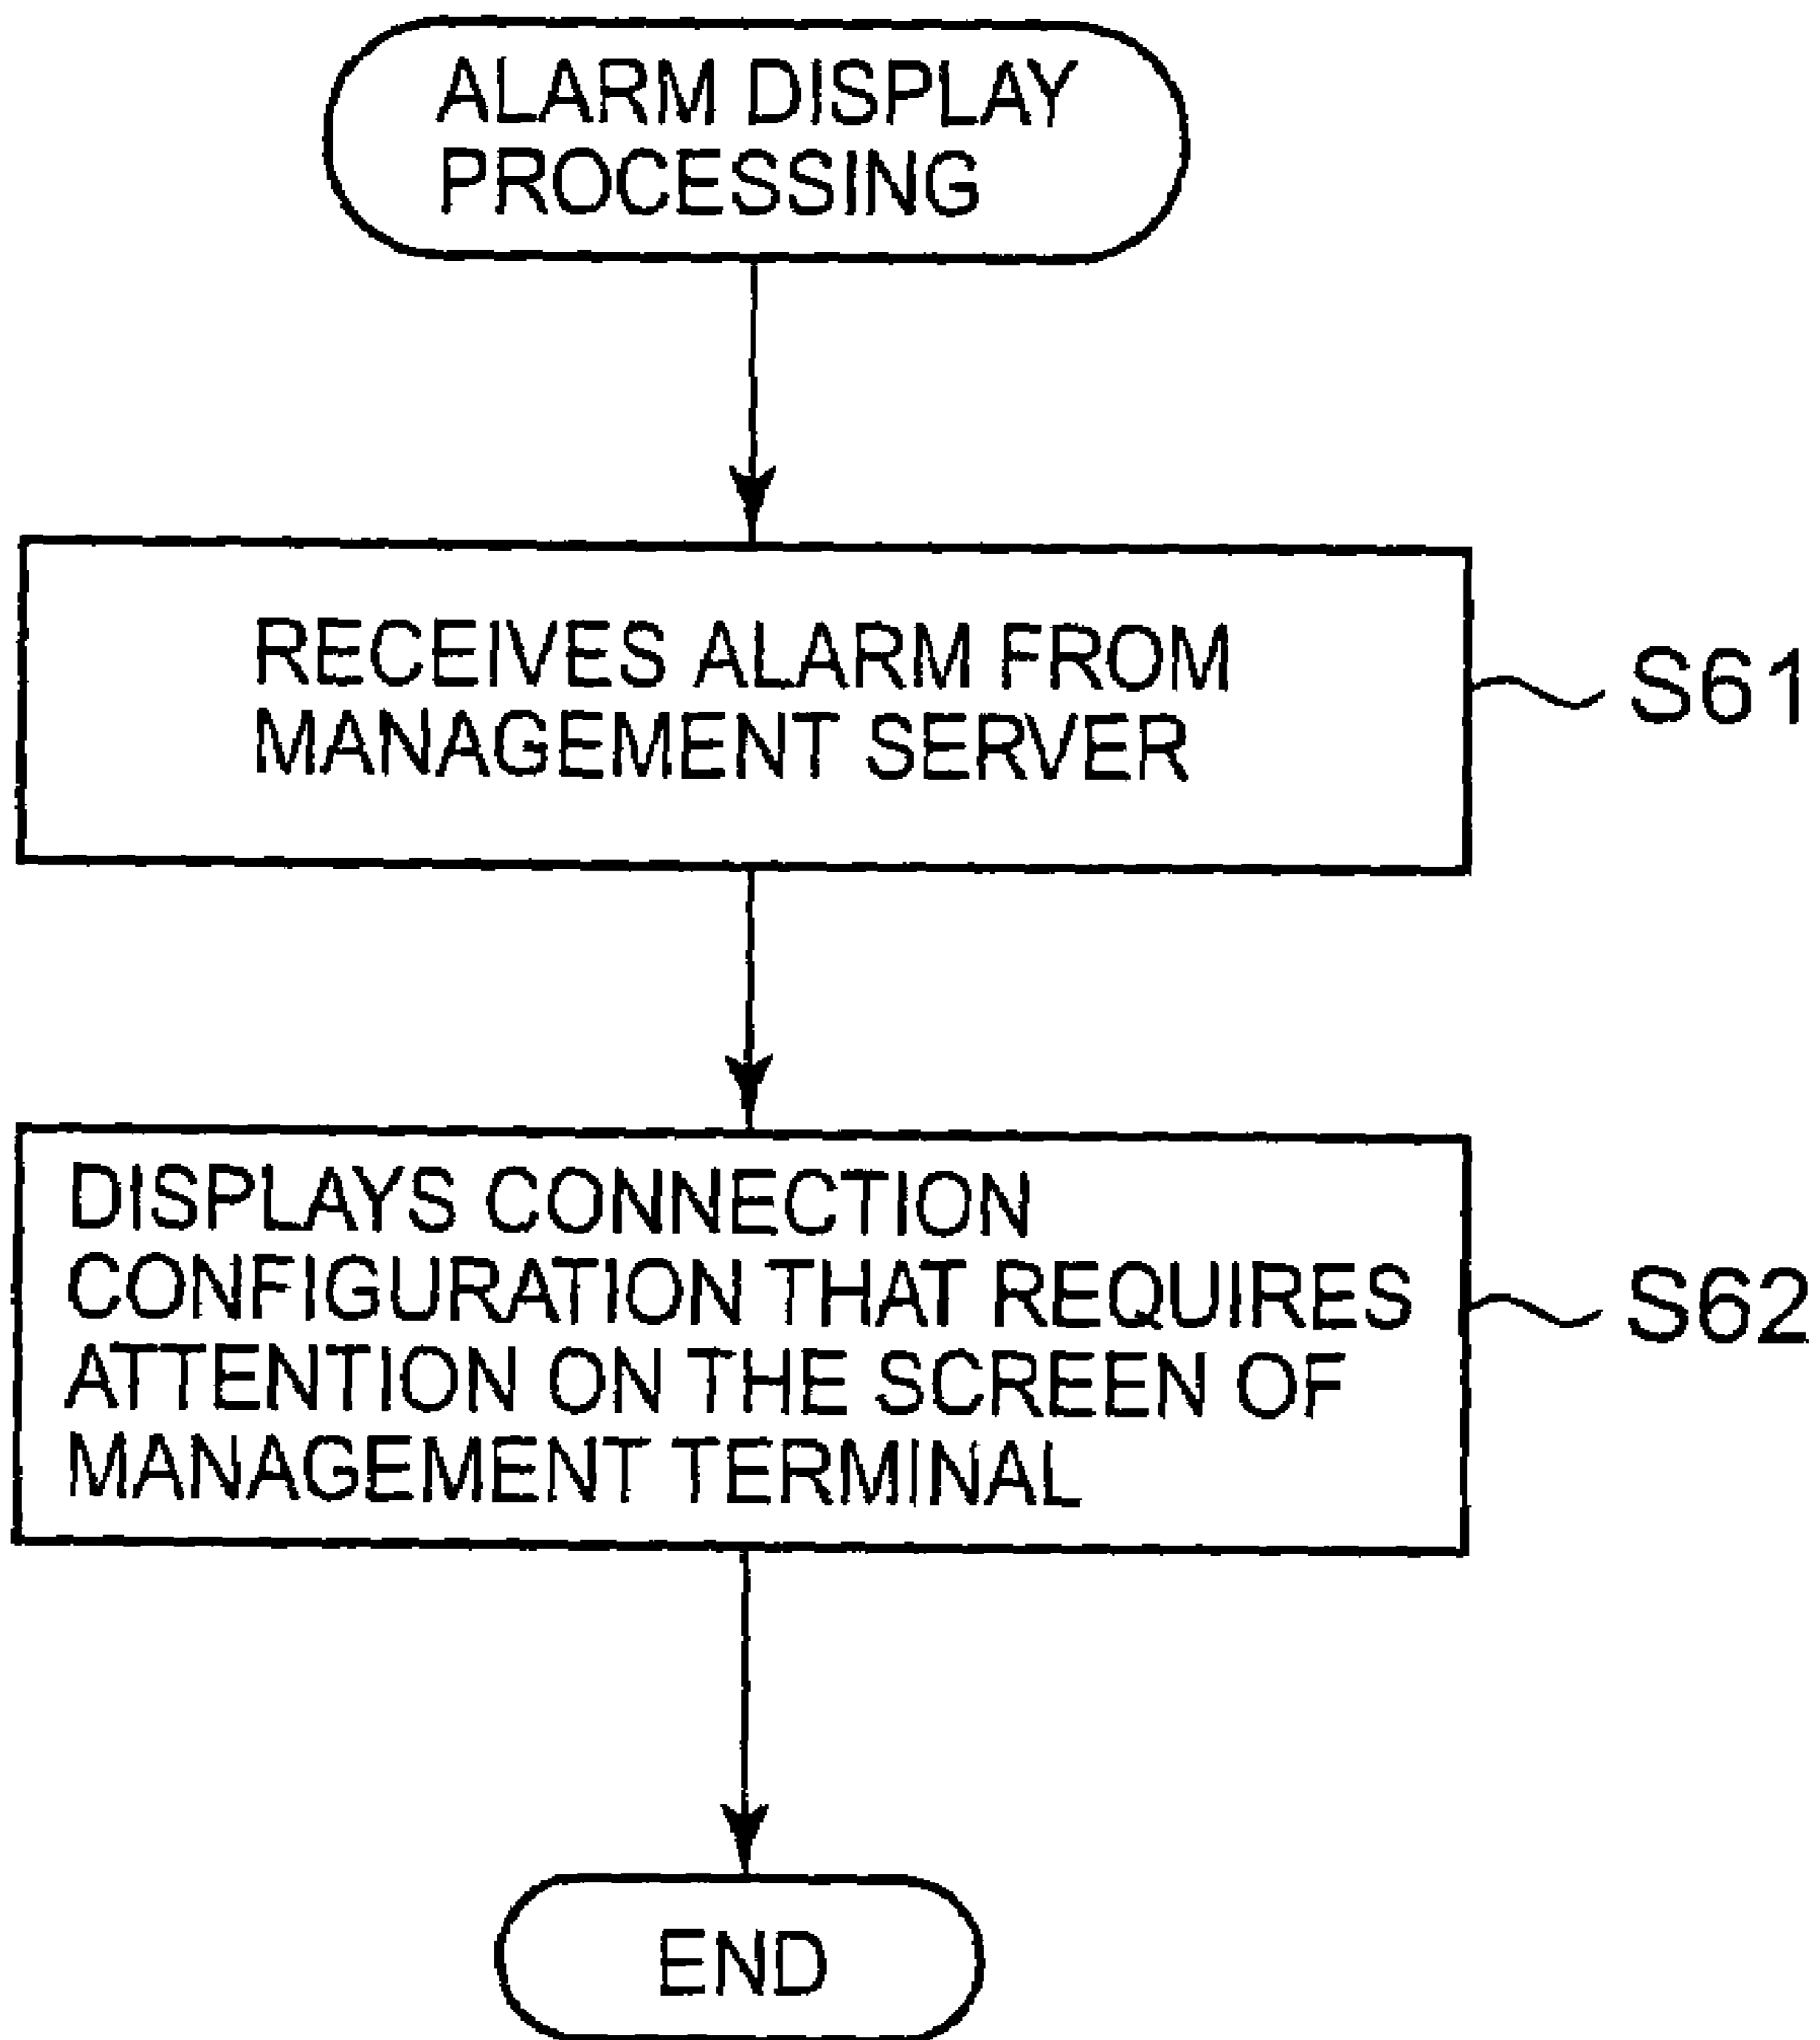 ALARM DISPLAY
PROCESSING
RECEIVES ALARM FROM
MANAGEMENT SERVER
S61
DISPLAYS CONNECTION
CONFIGURATION THAT REQUIRES
ATTENTION ON THE SCREEN OF
MANAGEMENT TERMINAL
S62
END